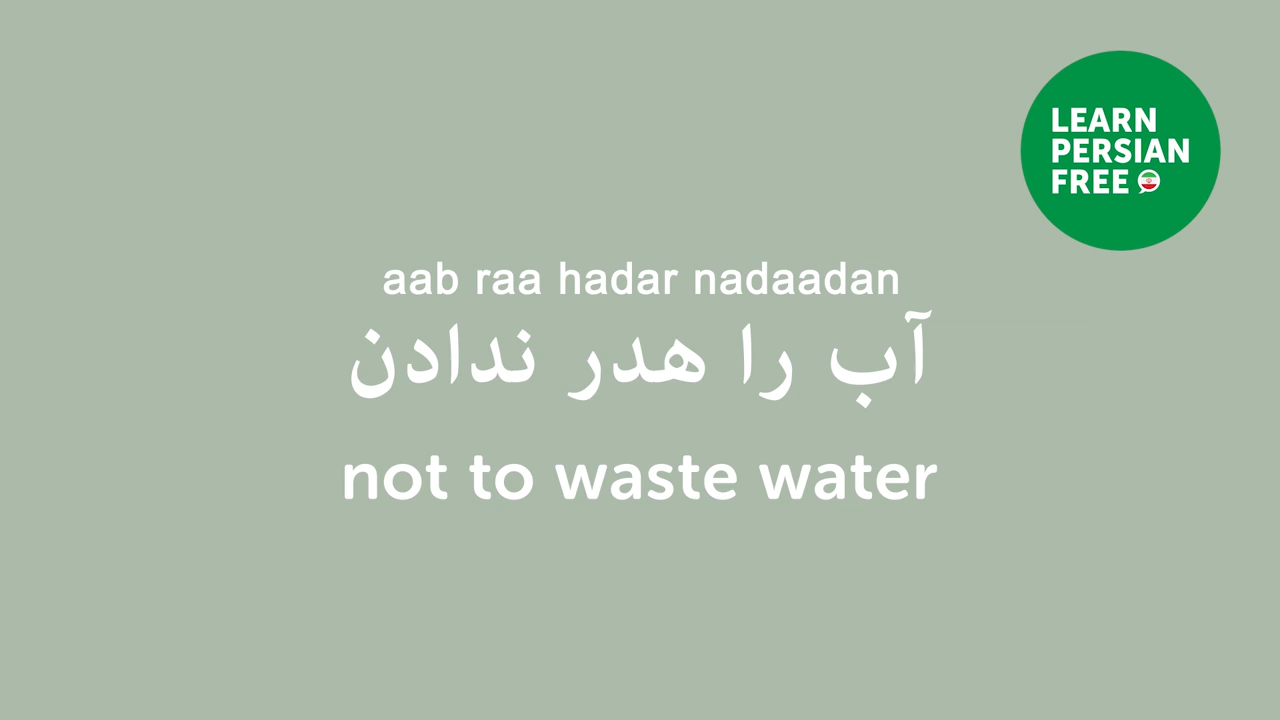 LEARN
PERSIAN
FREE
aab raa hadar nadaadan
آب را هدر ندادن
not to waste water